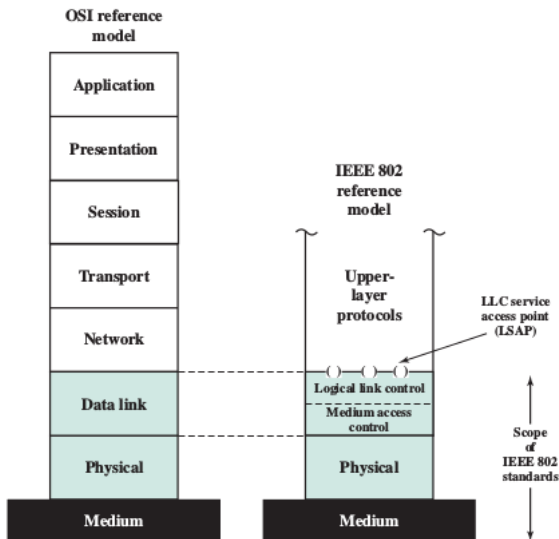 OSI reference
model
Application
Presentation
Session
Transport
Network
Data link
Physical
Medium
IEEE 802
reference
model
Upper-
layer
protocols
LLC service
access point
(LSAP)
Logical link control
Medium access
control
Physical
Medium
Scope
of
IEEE 802
standards